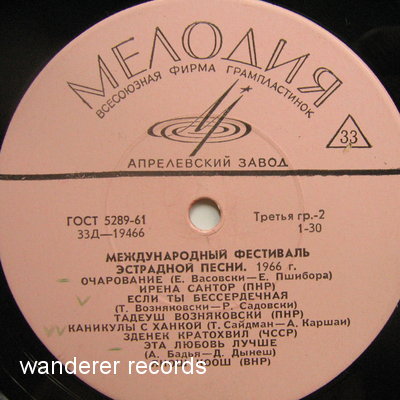 МЕЛОДИЯ
ВСЕСОЮЗНАЯ ФИРМА ГРАМПЛАСТИНОК
33
АПРЕЛЕВСКИЙ ЗАВОД
ГОСТ 5289-61
33Д-19466
Третья гр.-2
1-30
МЕЖДУНАРОДНЫЙ ФЕСТИВАЛЬ
ЭСТРАДНОЙ ПЕСНИ. 1966 г.
ОЧАРОВАНИЕ (Е. Васовски—Е. Пшибора)
ИРЕНА САНТОР (ПНР)
ЕСЛИ ТЫ БЕССЕРДЕЧНАЯ
(Т. Возняковски—Р. Садовски)
ТАДЕУШ ВОЗНЯКОВСКИ (ПНР)
КАНИКУЛЫ С ХАНКОЙ (Т. Сайдман—А. Каршаи)
ЗДЕНЕК КРАТОХВИЛ (ЧССР)
ЭТА ЛЮБОВЬ ЛУЧШЕ
(А. Бадья—Д. Дынеш)
(ВНР)
wanderer records